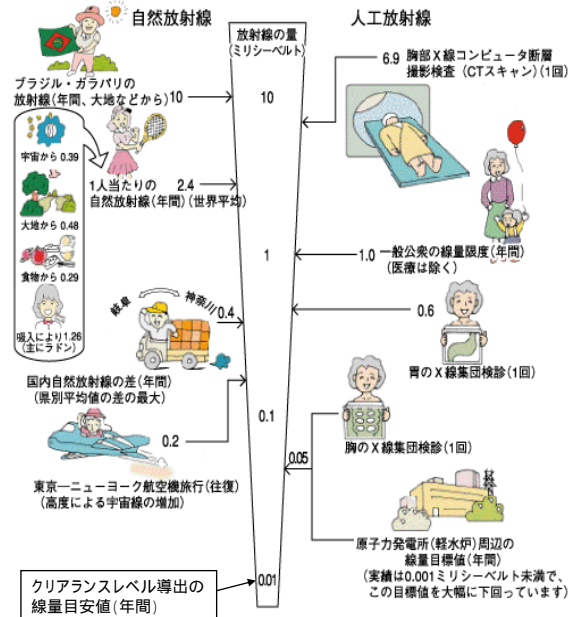 自然放射線
放射線の量
(ミリシーベルト)
人工放射線
ブラジル・ガラパリの
放射線(年間、大地などから)10
10
6.9 胸部X線コンピュータ断層
撮影検査(CTスキャン)(1回)
宇宙から 0.39
大地から 0.48
食物から 0.29
吸入により1.26
(主にラドン)
1人当たりの 2.4
自然放射線(年間)(世界平均)
1
1.0 一般公衆の線量限度(年間)
(医療は除く)
岐阜
神奈川
0.4
国内自然放射線の差(年間)
(県別平均値の差の最大)
0.6
胃のX線集団検診(1回)
0.1
0.2
東京―ニューヨーク航空機旅行(往復)
(高度による宇宙線の増加)
胸のX線集団検診(1回)
0.05
原子力発電所(軽水炉)周辺の
線量目標値(年間)
(実績は0.001ミリシーベルト未満で、
この目標値を大幅に下回っています)
0.01
クリアランスレベル導出の
線量目安値(年間)